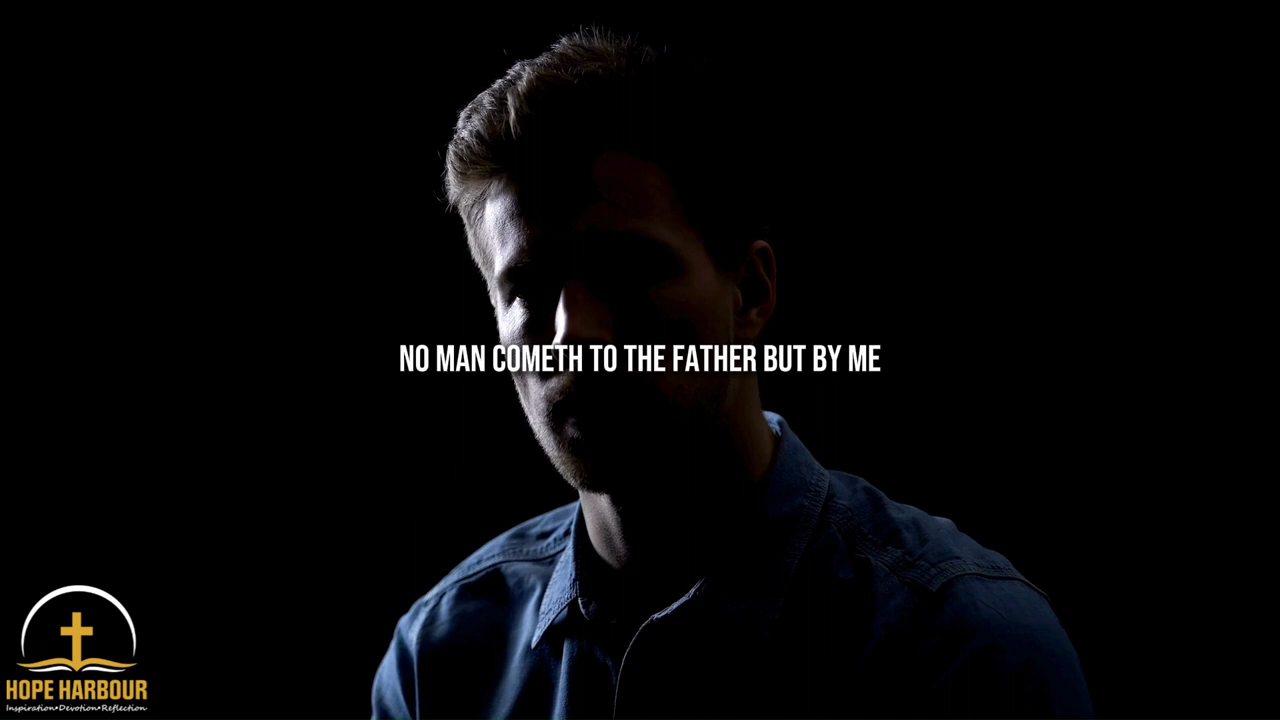 NO MAN COMETH TO THE FATHER BUT BY ME
HOPE HARBOUR
Inspiration•Devotion•Reflection